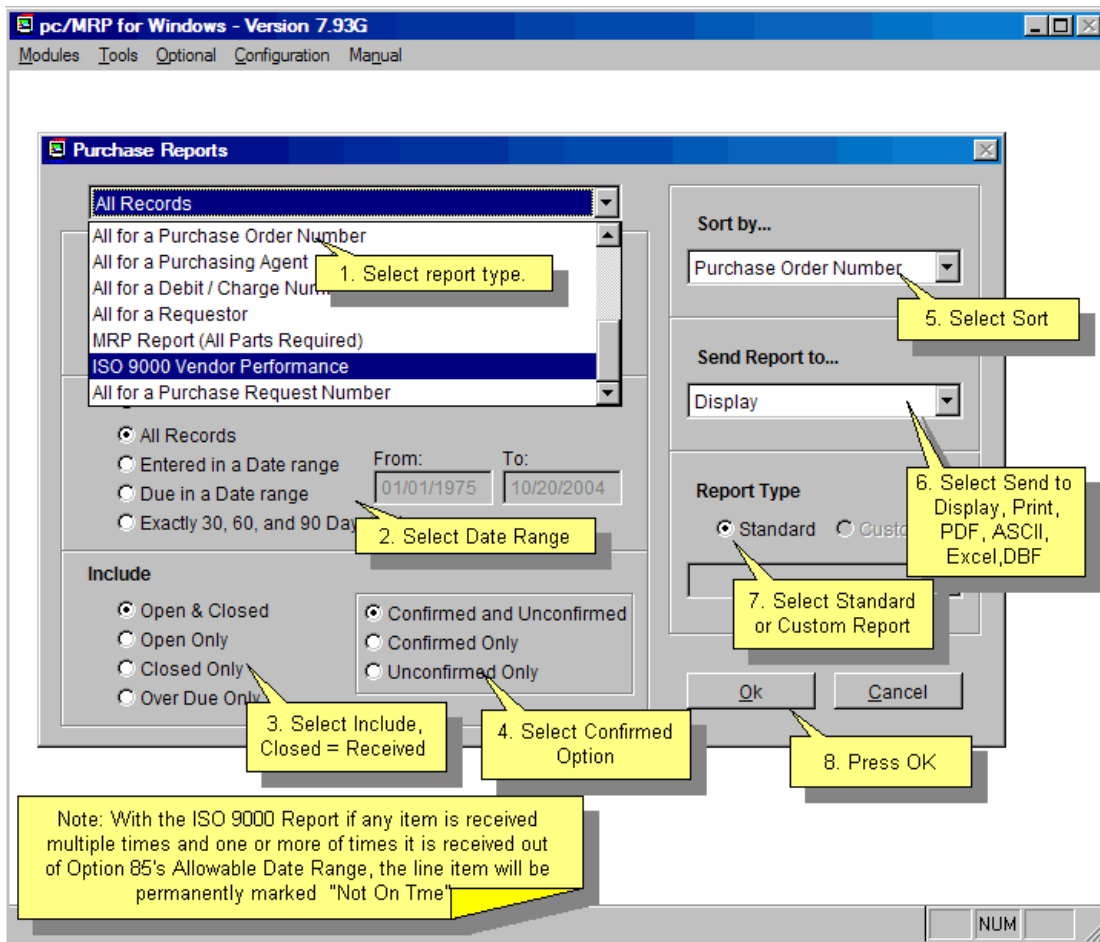 pc/MRP for Windows - Version 7.93G
Modules Tools Optional Configuration Manual
Purchase Reports
All Records
All for a Purchase Order Number
All for a Purchasing Agent
All for a Debit / Charge Num
All for a Requestor
MRP Report (All Parts Required)
ISO 9000 Vendor Performance
All for a Purchase Request Number
1. Select report type.
All Records
Entered in a Date range
Due in a Date range
Exactly 30, 60, and 90 Day
From:
To:
01/01/1975
10/20/2004
2. Select Date Range
Include
Open & Closed
Open Only
Closed Only
Over Due Only
3. Select Include,
Closed = Received
Confirmed and Unconfirmed
Confirmed Only
Unconfirmed Only
4. Select Confirmed
Option
Sort by...
Purchase Order Number
5. Select Sort
Send Report to...
Display
6. Select Send to
Display, Print,
PDF, ASCII,
Excel,DBF
Report Type
Standard
Custo
7. Select Standard
or Custom Report
Ok
Cancel
8. Press OK
Note: With the ISO 9000 Report if any item is received
multiple times and one or more of times it is received out
of Option 85's Allowable Date Range, the line item will be
permanently marked "Not On Tme"
NUM